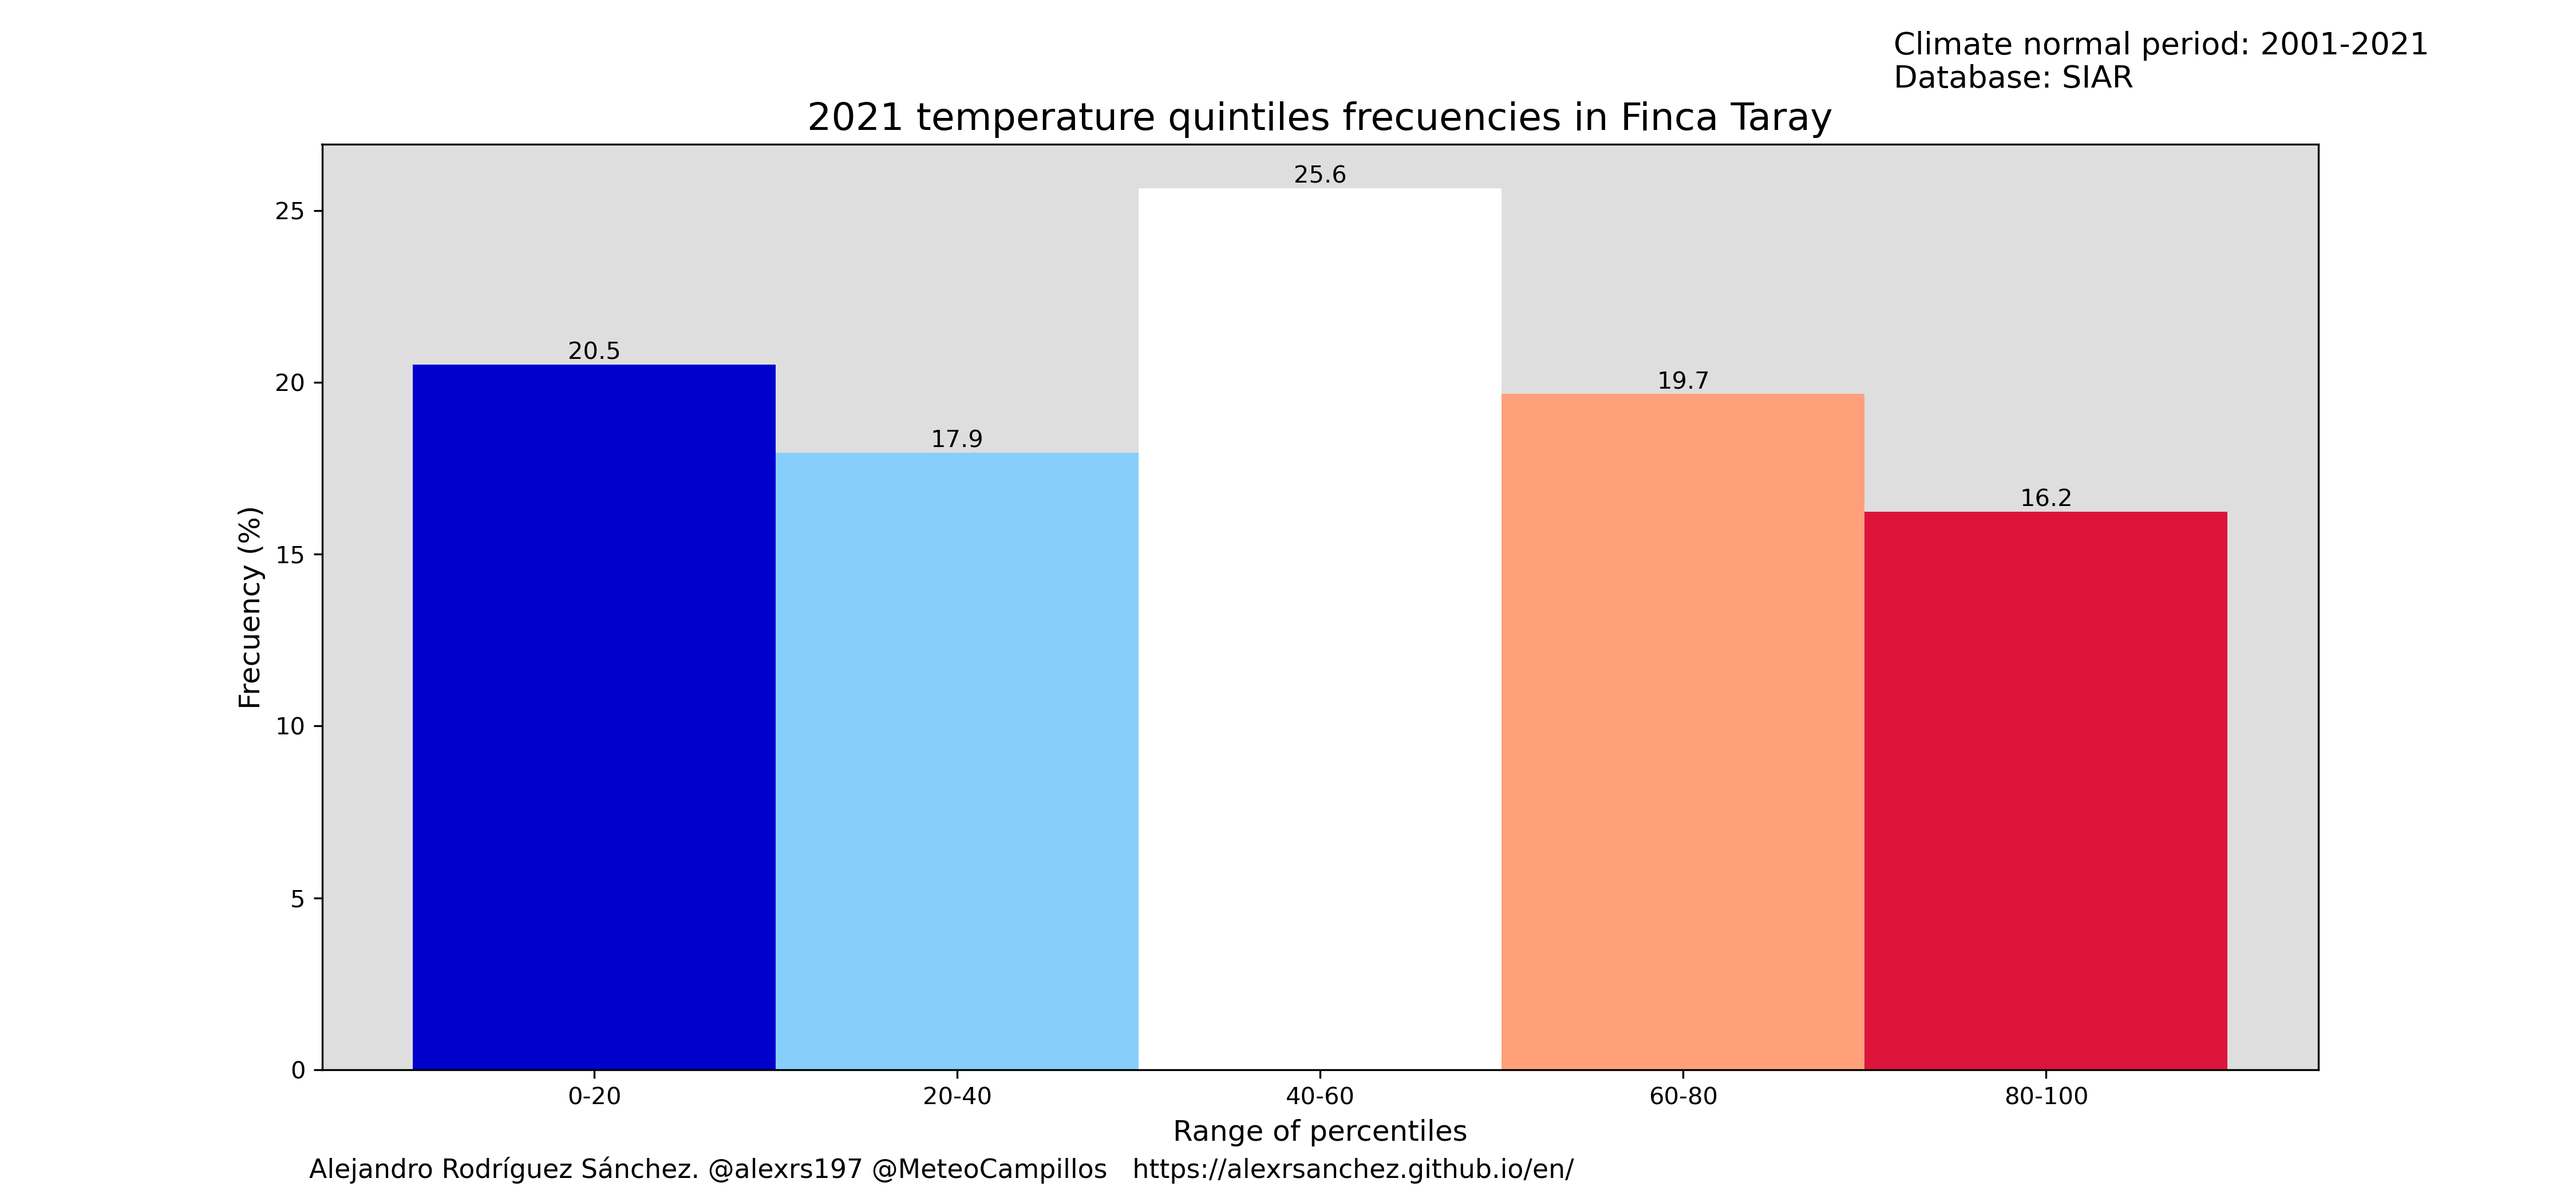 Climate normal period: 2001-2021
Database: SIAR
2021 temperature quintiles frecuencies in Finca Taray
25.6
25
20.5
20
19.7
17.9
16.2
15
10
5
0
Frecuency (%)
0-20 20-40 40-60 60-80 80-100
Range of percentiles
Alejandro Rodríguez Sánchez. @alexrs197 @MeteoCampillos https://alexrsanchez.github.io/en/